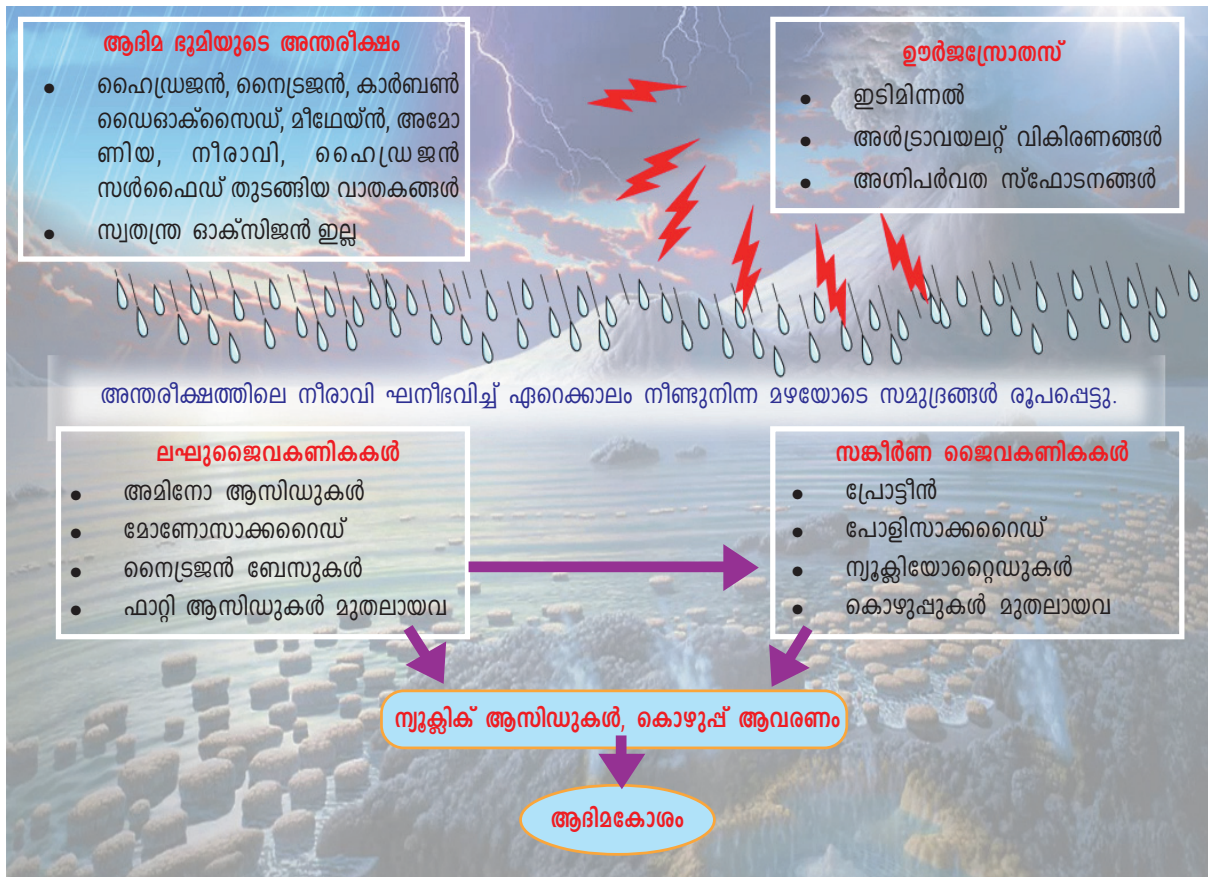 ആദിമ ഭൂമിയുടെ അന്തരീക്ഷം
• ഹൈഡ്രജൻ, നൈട്രജൻ, കാർബൺ
ഡൈഓക്സൈഡ്, മീഥേയ്ൻ, അമോ
ണിയ, നീരാവി, ഹൈഡ്രജൻ
സൾഫൈഡ് തുടങ്ങിയ വാതകങ്ങൾ
• സ്വതന്ത്ര ഓക്സിജൻ ഇല്ല
ഊർജസ്രോതസ്
• ഇടിമിന്നൽ
• അൾട്രാവയലറ്റ് വികിരണങ്ങൾ
• അഗ്നിപർവത സ്ഫോടനങ്ങൾ
അന്തരീക്ഷത്തിലെ നീരാവി ഘനീഭവിച്ച് ഏറെക്കാലം നീണ്ടുനിന്ന മഴയോടെ സമുദ്രങ്ങൾ രൂപപ്പെട്ടു.
ലഘുജൈവകണികകൾ
• അമിനോ ആസിഡുകൾ
• മോണോസാക്കറൈഡ്
• നൈട്രജൻ ബേസുകൾ
• ഫാറ്റി ആസിഡുകൾ മുതലായവ
സങ്കീർണ ജൈവകണികകൾ
• പ്രോട്ടീൻ
• പോളിസാക്കറൈഡ്
• ന്യൂക്ലിയോറ്റൈഡുകൾ
• കൊഴുപ്പുകൾ മുതലായവ
ന്യൂക്ലിക് ആസിഡുകൾ, കൊഴുപ്പ് ആവരണം
ആദിമകോശം